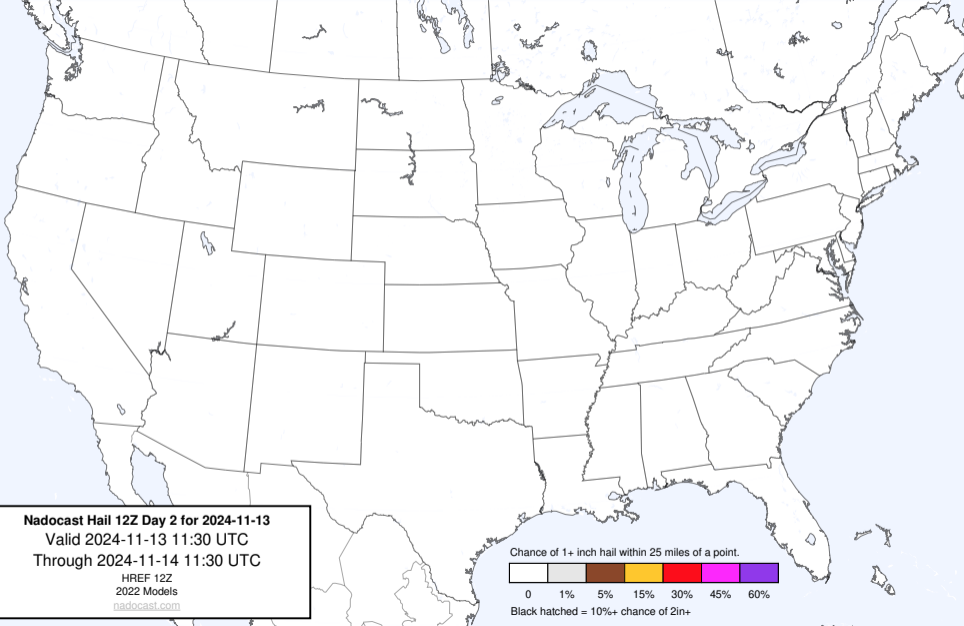 Nadocast Hail 12Z Day 2 for 2024-11-13
Valid 2024-11-13 11:30 UTC
Through 2024-11-14 11:30 UTC
HREF 12Z
2022 Models
nadocast.com
Chance of 1+ inch hail within 25 miles of a point.
0 1% 5% 15% 30% 45% 60%
Black hatched = 10%+ chance of 2in+